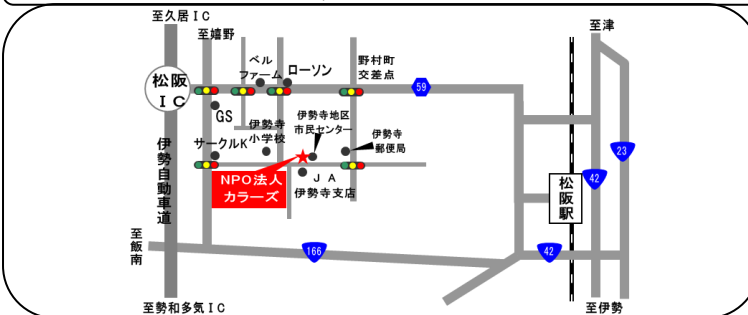 至久居IC
至嬉野
至津
ベル
ファーム
ローソン
野村町
交差点
松阪
IC
59
GS
伊勢寺
小学校
伊勢寺地区
市民センター
伊勢寺
郵便局
サークルK
伊勢自動車道
NPO法人
カラーズ
JA
伊勢寺支店
23
42
松阪駅
至飯南
166
42
至勢和多気IC
至伊勢